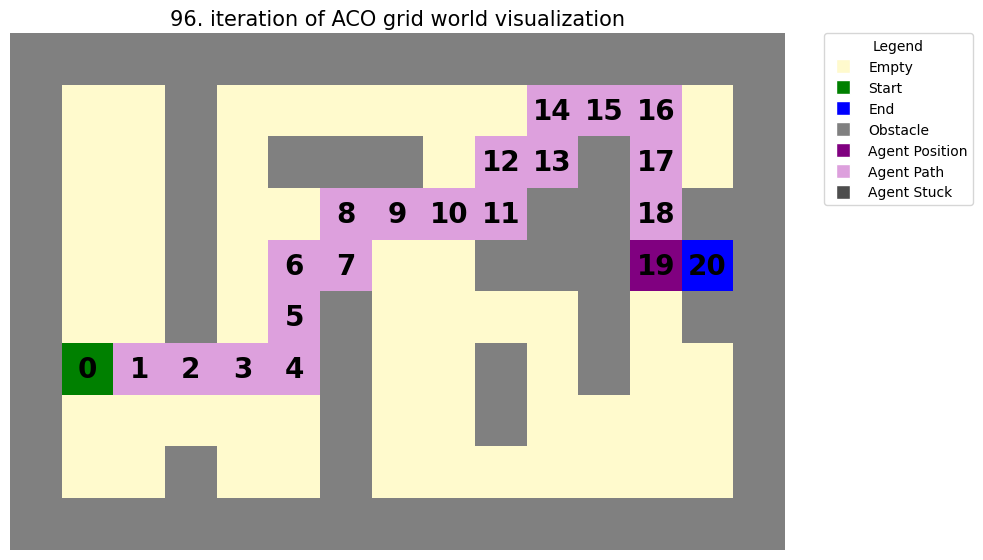 96. iteration of ACO grid world visualization
Legend
Empty
Start
End
Obstacle
Agent Position
Agent Path
Agent Stuck
14 15 16
12 13 17
8 9 10 11 18
6 7 19 20
5
0 1 2 3 4